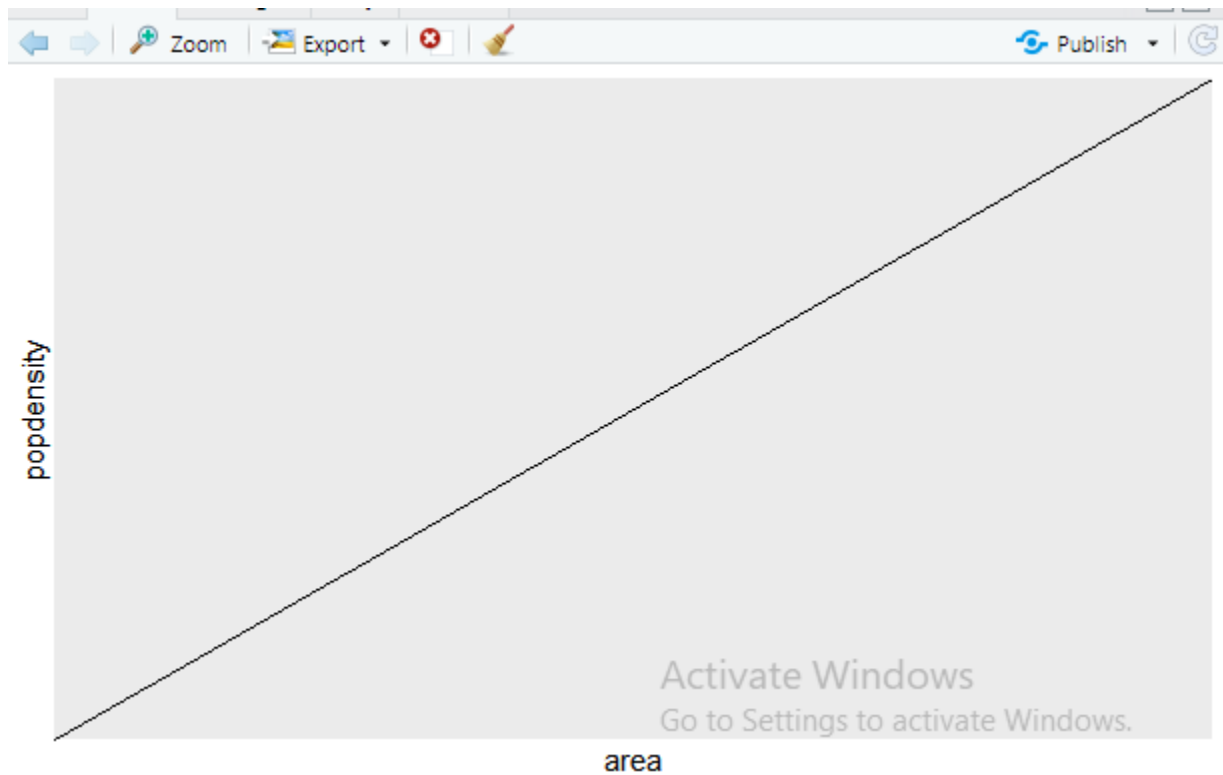 Zoom Export Publish
popdensity
Activate Windows
Go to Settings to activate Windows.
area